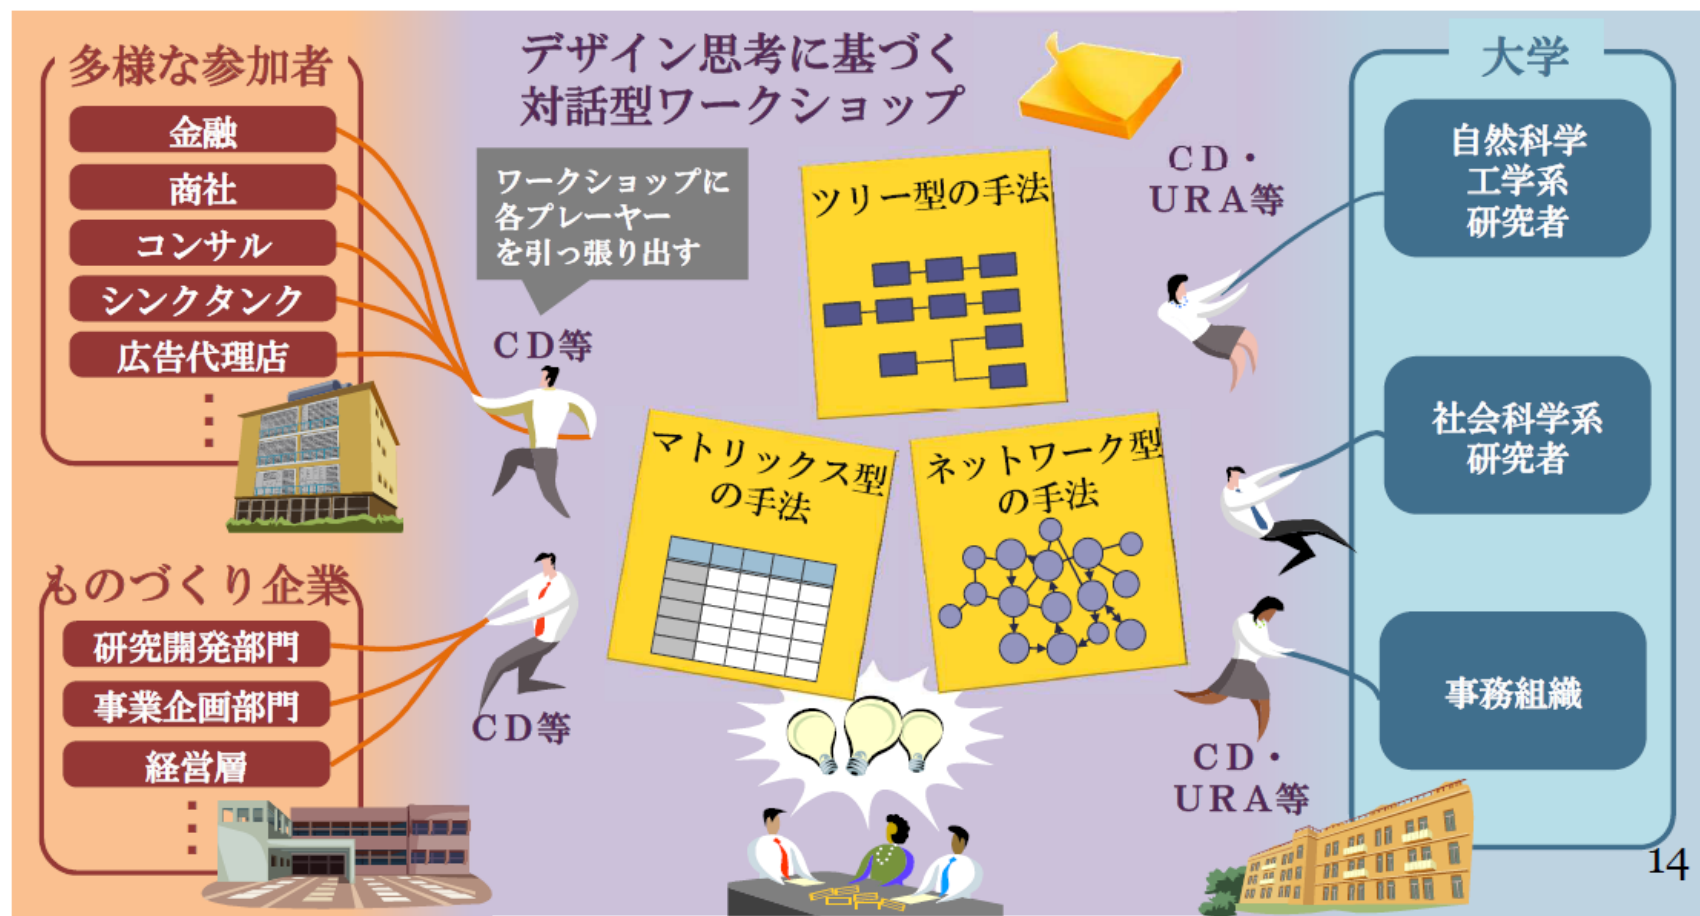 多様な参加者
金融
商社
コンサル
シンクタンク
広告代理店
ものづくり企業
研究開発部門
事業企画部門
経営層
デザイン思考に基づく
対話型ワークショップ
ワークショップに
各プレーヤー
を引っ張り出す
CD等
CD等
ツリー型の手法
マトリックス型
の手法
ネットワーク型
の手法
CD・
URA等
CD・
URA等
大学
自然科学
工学系
研究者
社会科学系
研究者
事務組織
14